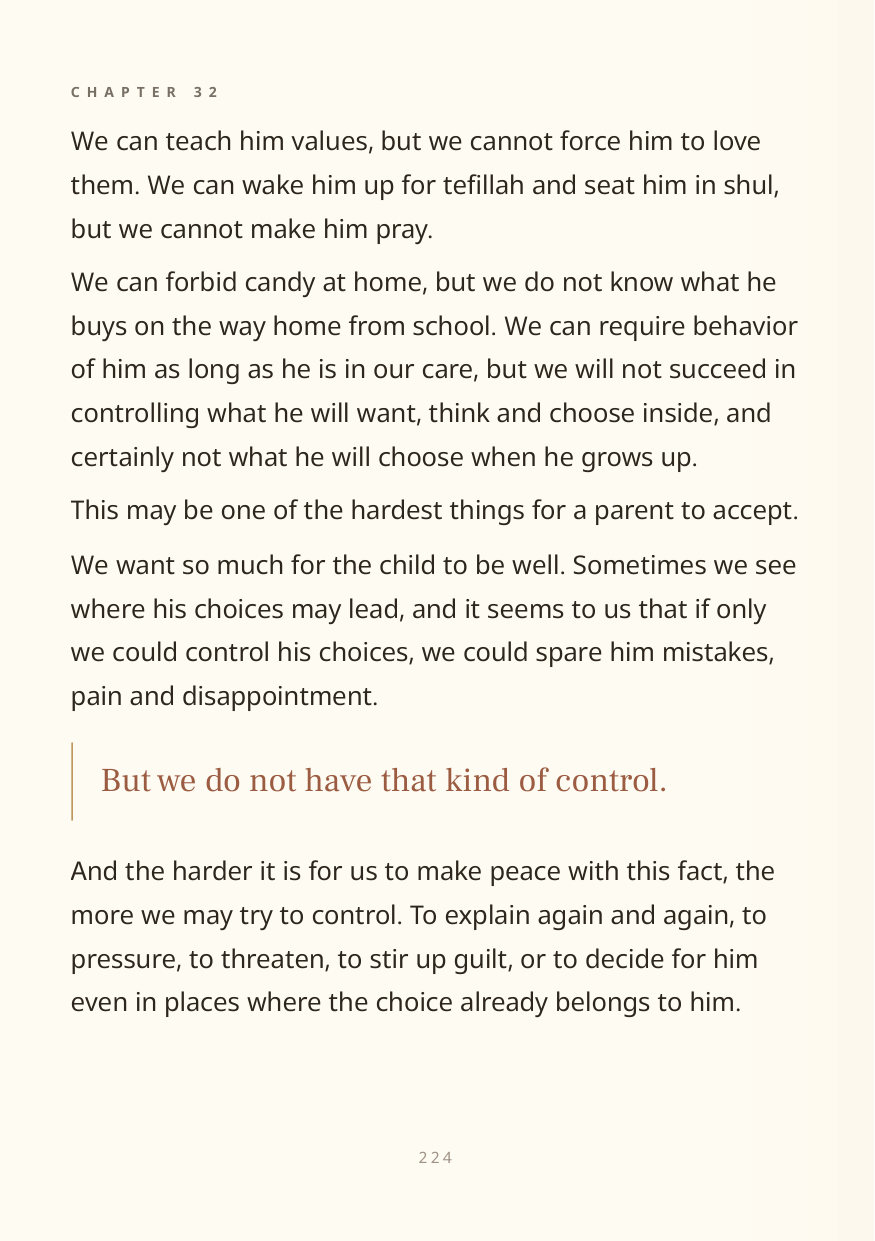 CHAPTER 32
We can teach him values, but we cannot force him to love
them. We can wake him up for tefillah and seat him in shul,
but we cannot make him pray.
We can forbid candy at home, but we do not know what he
buys on the way home from school. We can require behavior
of him as long as he is in our care, but we will not succeed in
controlling what he will want, think and choose inside, and
certainly not what he will choose when he grows up.
This may be one of the hardest things for a parent to accept.
We want so much for the child to be well. Sometimes we see
where his choices may lead, and it seems to us that if only
we could control his choices, we could spare him mistakes,
pain and disappointment.
But we do not have that kind of control.
And the harder it is for us to make peace with this fact, the
more we may try to control. To explain again and again, to
pressure, to threaten, to stir up guilt, or to decide for him
even in places where the choice already belongs to him.
224